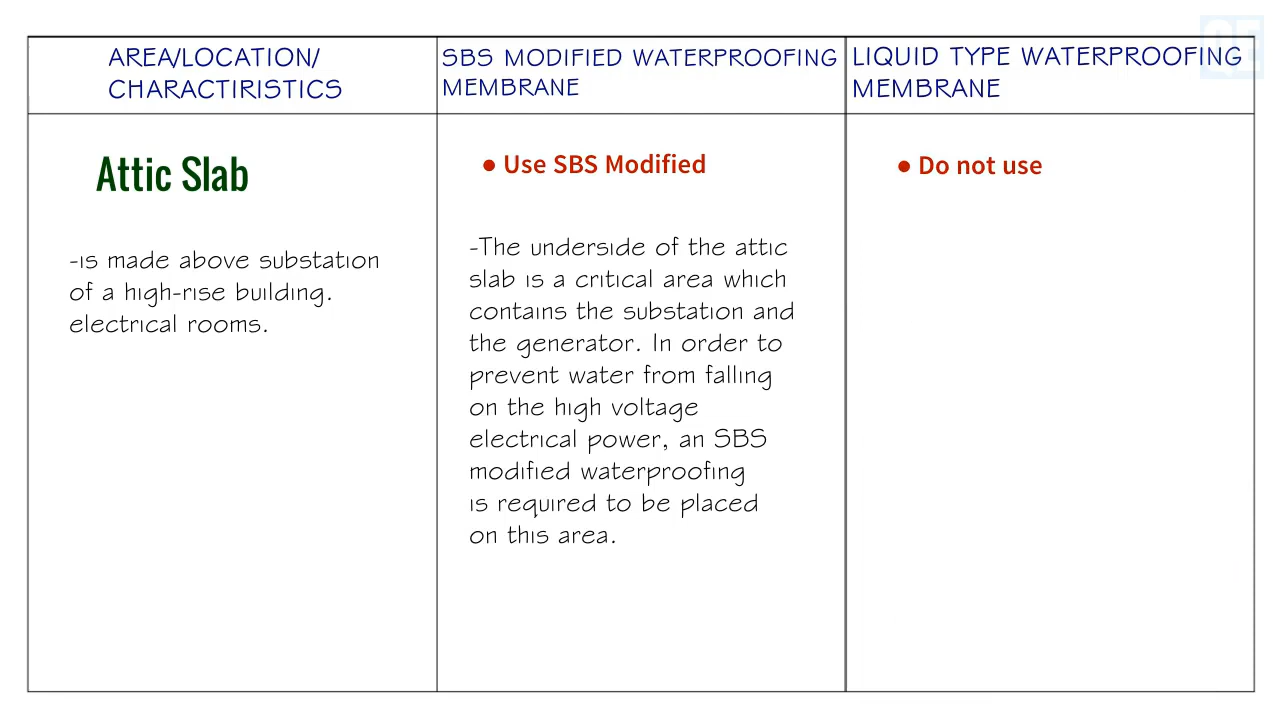 AREA/LOCATION/
CHARACTIRISTICS
SBS MODIFIED WATERPROOFING
MEMBRANE
LIQUID TYPE WATERPROOFING
MEMBRANE
QE
Attic Slab
-is made above substation
of a high-rise building.
electrical rooms.
• Use SBS Modified
-The underside of the attic
slab is a critical area which
contains the substation and
the generator. In order to
prevent water from falling
on the high voltage
electrical power, an SBS
modified waterproofing
is required to be placed
on this area.
• Do not use